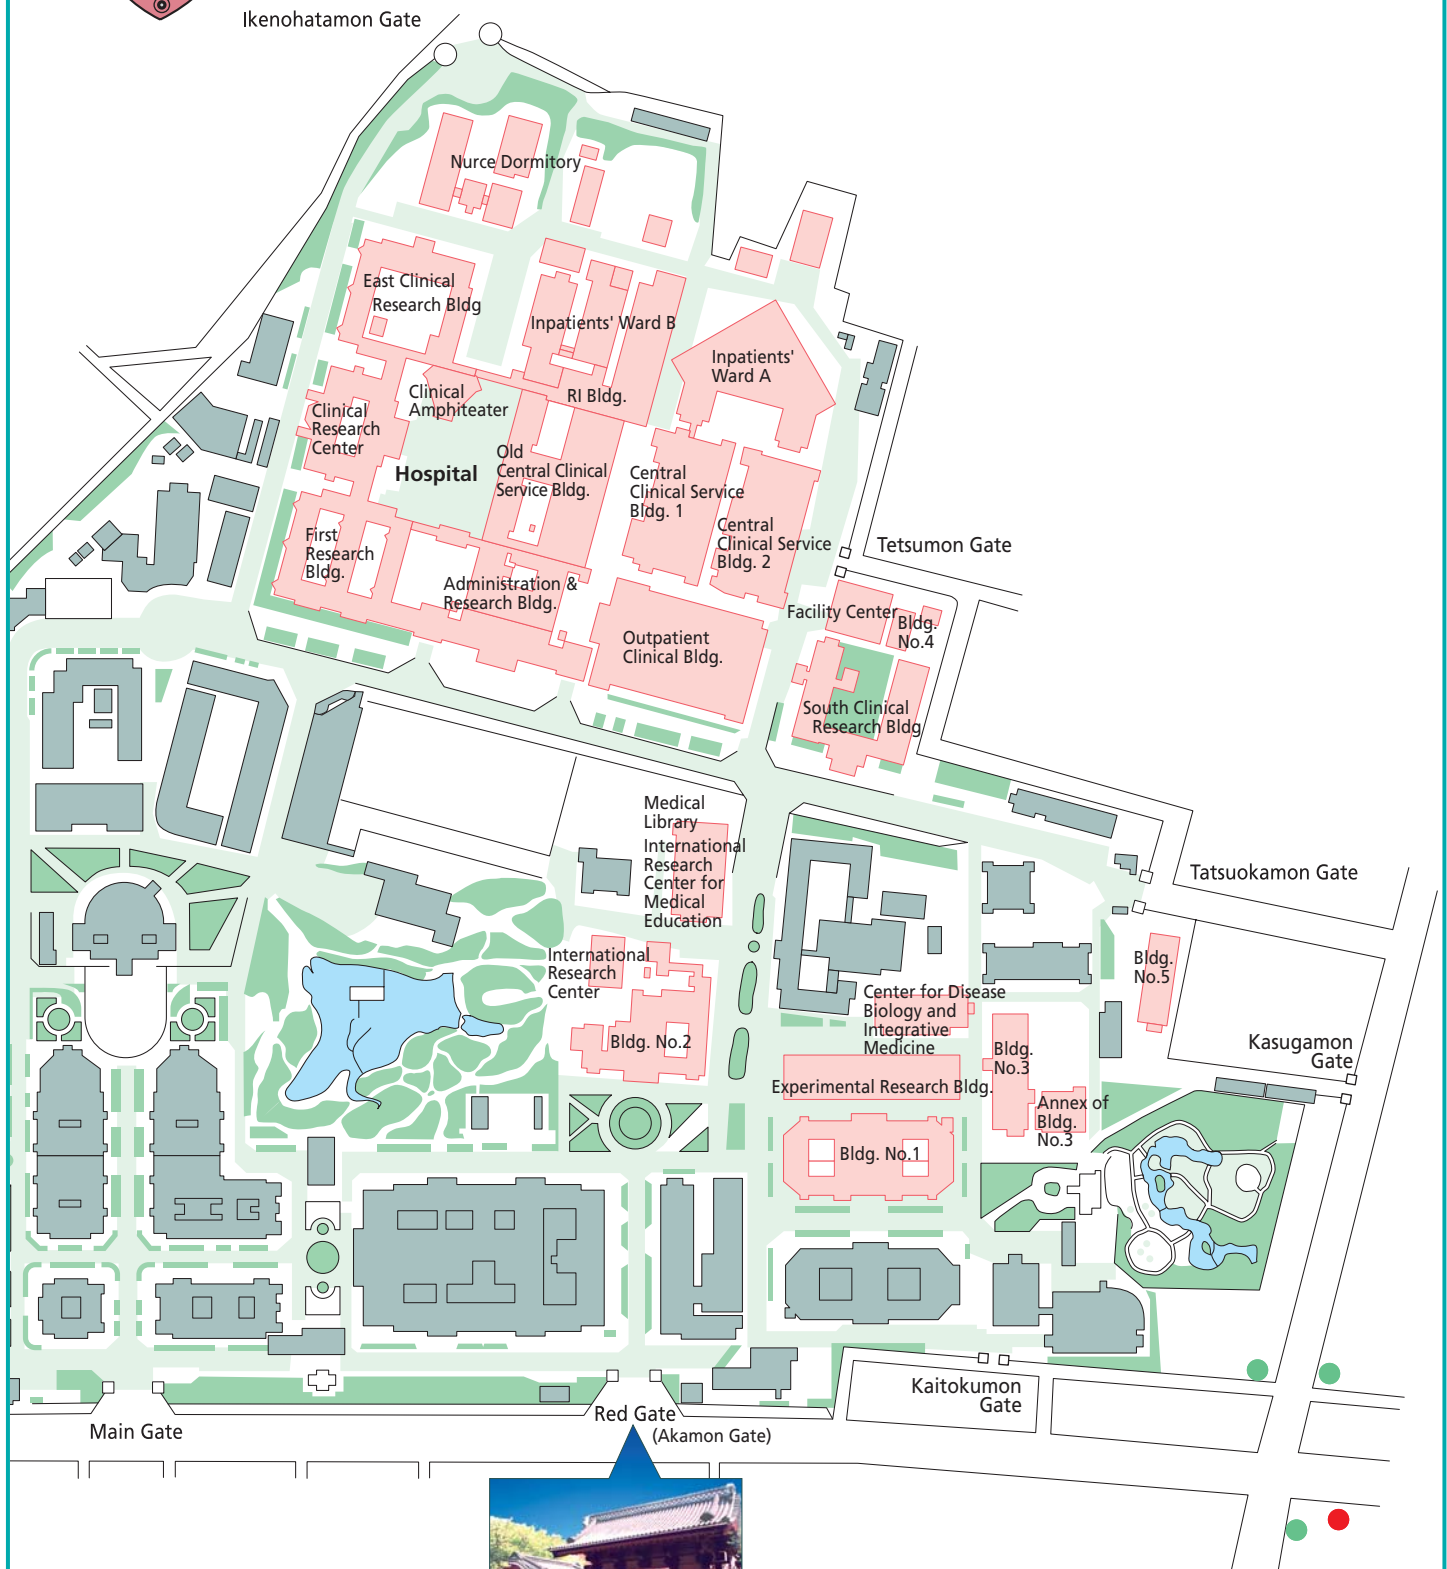 Ikenohatamon Gate
Nurce Dormitory
East Clinical
Research Bldg
Inpatients' Ward B
Inpatients'
Ward A
RI Bldg.
Clinical
Amphiteater
Clinical
Research
Center
Hospital
Old
Central Clinical
Service Bldg.
Central
Clinical Service
Bldg. 1
Central
Clinical Service
Bldg. 2
First
Research
Bldg.
Administration &
Research Bldg.
Tetsumon Gate
Facility Center
Bldg.
No.4
Outpatient
Clinical Bldg.
South Clinical
Research Bldg
Medical
Library
International
Research
Center for
Medical
Education
Tatsuokamon Gate
International
Research
Center
Bldg.
No.5
Center for Disease
Biology and
Integrative
Medicine
Bldg. No.2
Bldg.
No.3
Kasugamon
Gate
Experimental Research Bldg.
Annex of
Bldg.
No.3
Bldg. No.1
Kaitokumon
Gate
Main Gate
Red Gate
(Akamon Gate)